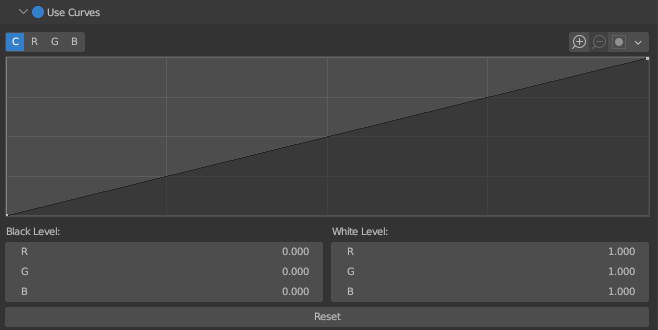 Use Curves
C R G B
Black Level: White Level:
R 0.000 R 1.000
G 0.000 G 1.000
B 0.000 B 1.000
Reset